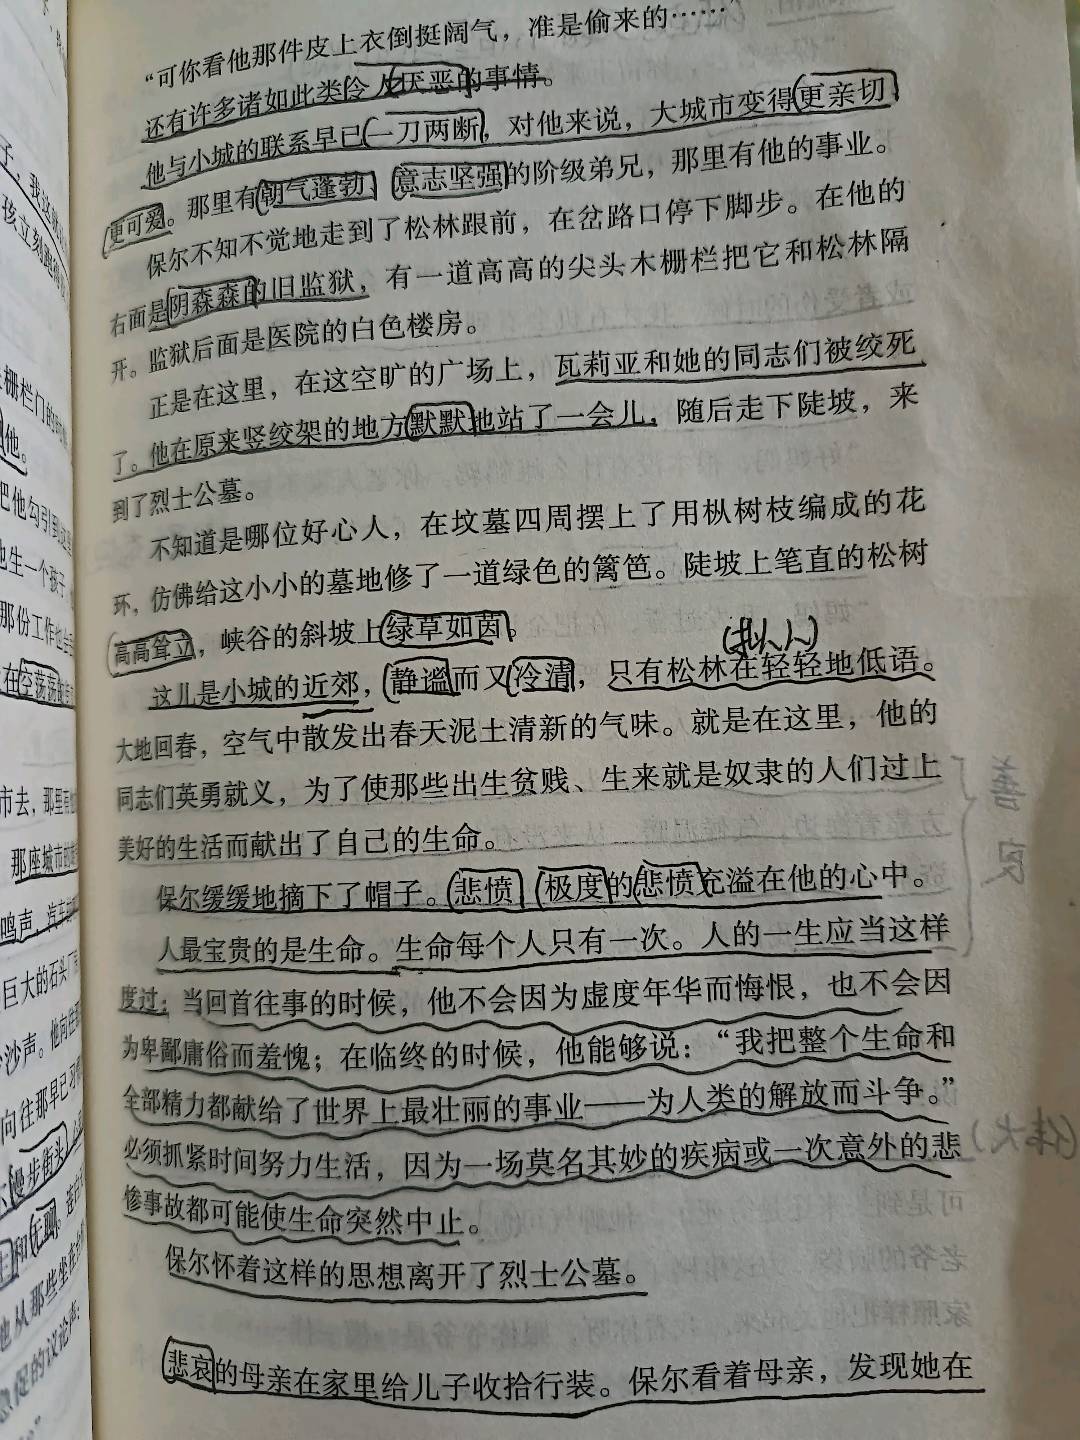 “可你看他那件皮上衣倒挺阔气，准是偷来的……”
还有许多诸如此类令人厌恶的事情。
他与小城的联系早已一刀两断，对他来说，大城市变得更亲切、
更可爱。那里有朝气蓬勃、意志坚强的阶级弟兄，那里有他的事业。
保尔不知不觉地走到了松林跟前，在岔路口停下脚步。在他的
右面是阴森森的旧监狱，有一道高高的尖头木栅栏把它和松林隔
开。监狱后面是医院的白色楼房。
正是在这里，在这空旷的广场上，瓦莉亚和她的同志们被绞死
了。他在原来竖绞架的地方默默地站了一会儿，随后走下陡坡，来
到了烈士公墓。
不知道是哪位好心人，在坟墓四周摆上了用枞树枝编成的花
环，仿佛给这小小的墓地修了一道绿色的篱笆。陡坡上笔直的松树
高高耸立，峡谷的斜坡上绿草如茵。
(拟人)
这儿是小城的近郊，静谧而又冷清，只有松林在轻轻地低语。
大地回春，空气中散发出春天泥土清新的气味。就是在这里，他的
同志们英勇就义，为了使那些出生贫贱、生来就是奴隶的人们过上
美好的生活而献出了自己的生命。
善良
保尔缓缓地摘下了帽子。悲愤，极度的悲愤充溢在他的心中。
人最宝贵的是生命。生命每个人只有一次。人的一生应当这样
度过：当回首往事的时候，他不会因为虚度年华而悔恨，也不会因
为卑鄙庸俗而羞愧；在临终的时候，他能够说：“我把整个生命和
全部精力都献给了世界上最壮丽的事业——为人类的解放而斗争。”
(伟大)
必须抓紧时间努力生活，因为一场莫名其妙的疾病或一次意外的悲
惨事故都可能使生命突然中止。
保尔怀着这样的思想离开了烈士公墓。
悲哀的母亲在家里给儿子收拾行装。保尔看着母亲，发现她在